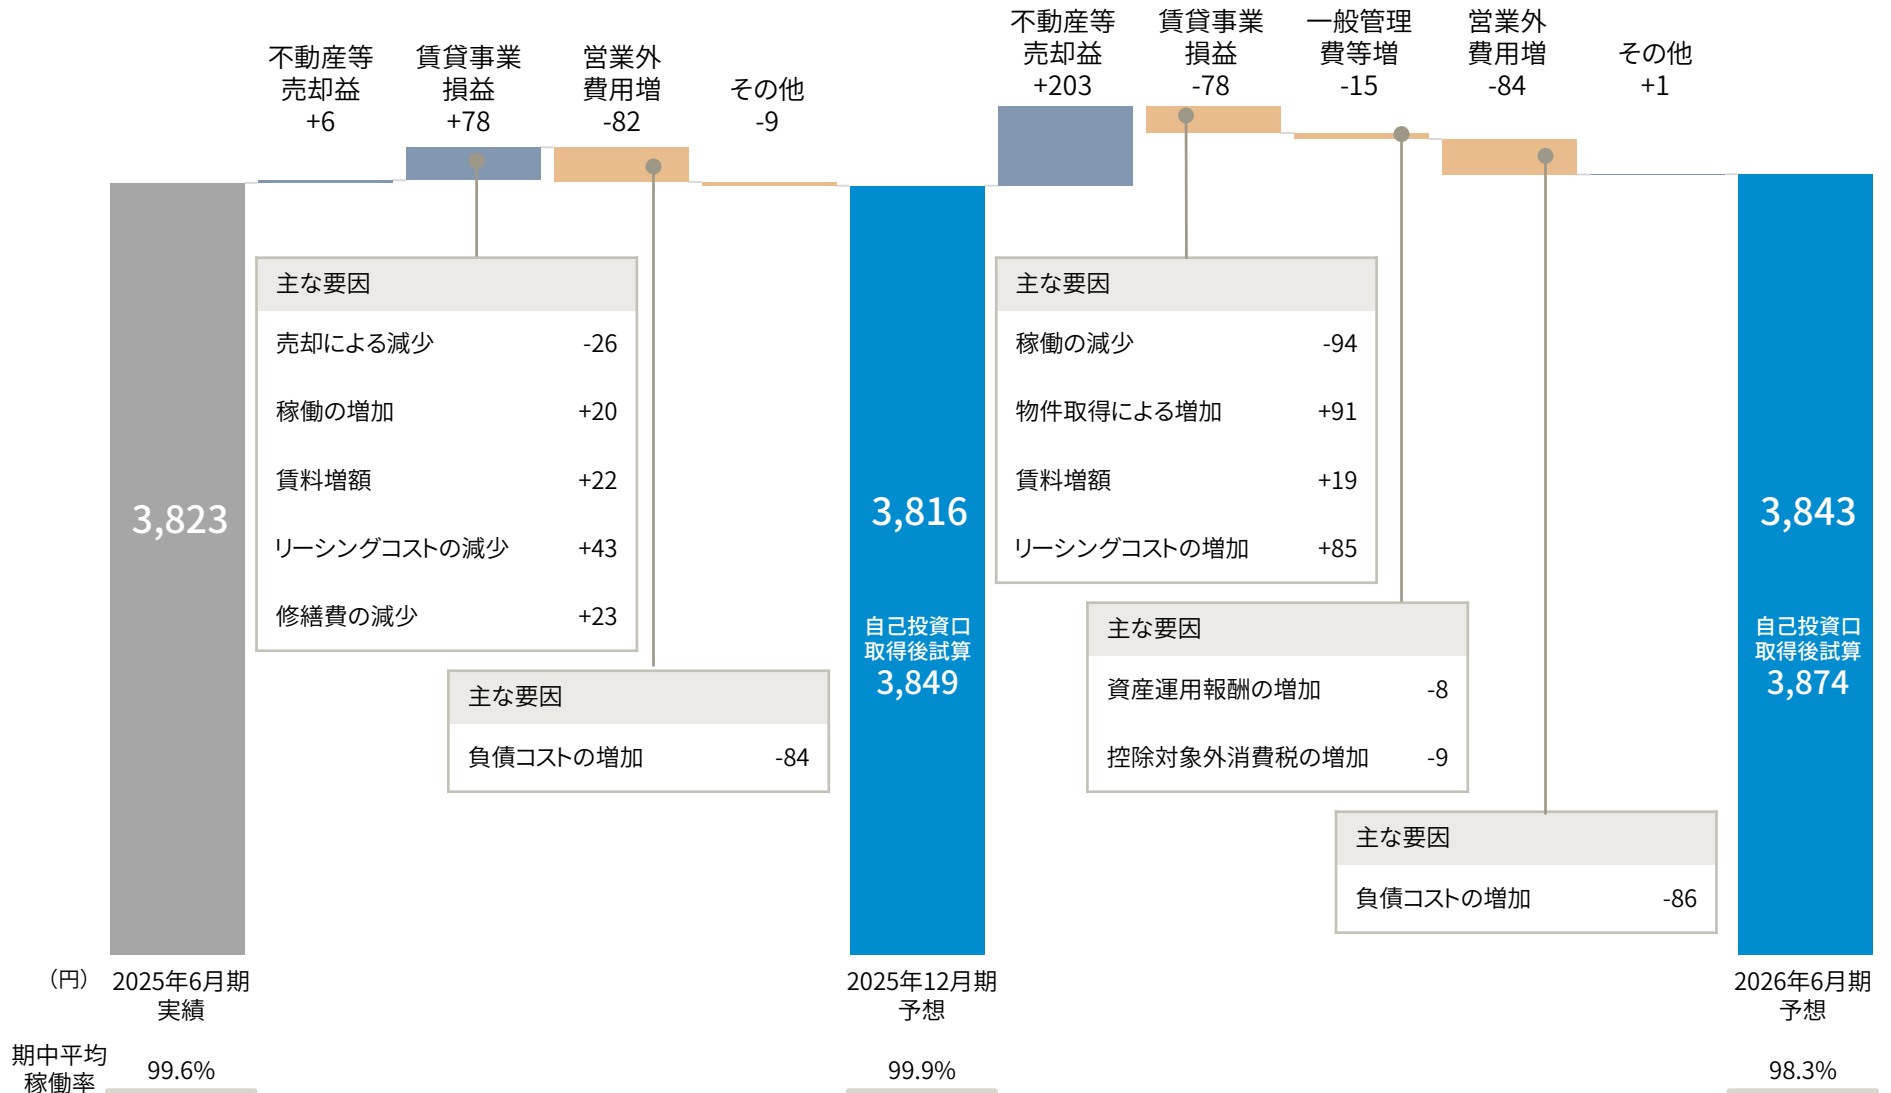 不動産等
売却益
+6
賃貸事業
損益
+78
営業外
費用増
-82
その他
-9
不動産等
売却益
+203
賃貸事業
損益
-78
一般管理
費等増
-15
営業外
費用増
-84
その他
+1
主な要因
売却による減少 -26
稼働の増加 +20
賃料増額 +22
リーシングコストの減少 +43
修繕費の減少 +23
主な要因
負債コストの増加 -84
主な要因
稼働の減少 -94
物件取得による増加 +91
賃料増額 +19
リーシングコストの増加 +85
主な要因
資産運用報酬の増加 -8
控除対象外消費税の増加 -9
主な要因
負債コストの増加 -86
3,823
3,816
自己投資口
取得後試算
3,849
3,843
自己投資口
取得後試算
3,874
（円）
2025年6月期
実績
2025年12月期
予想
2026年6月期
予想
期中平均
稼働率
99.6%
99.9%
98.3%